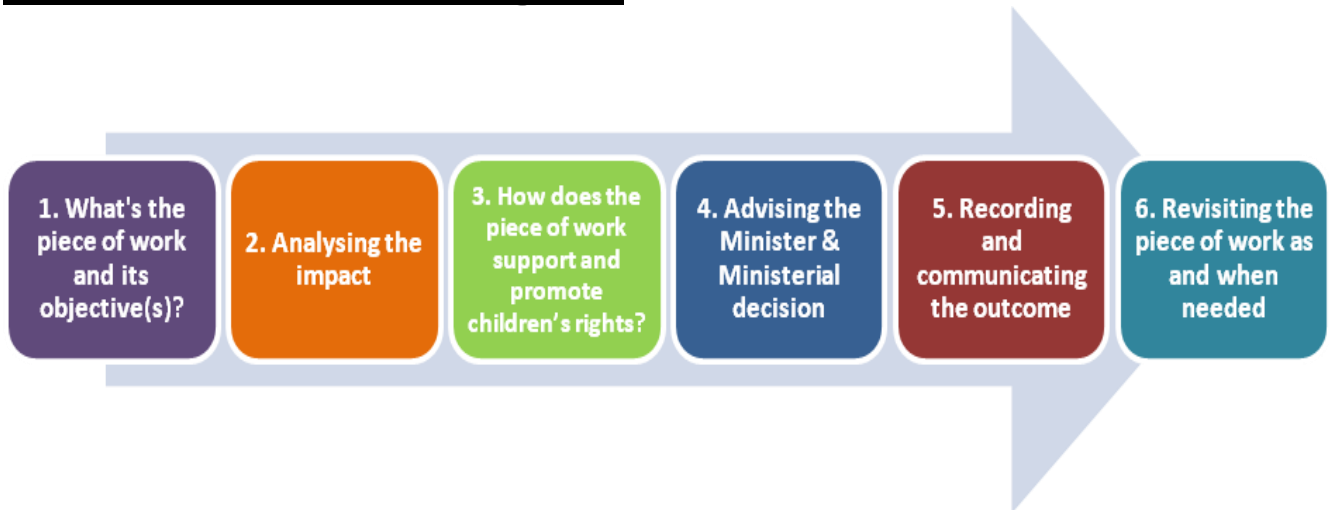 1. What's the
piece of work
and its
objective(s)?
2. Analysing the
impact
3. How does the
piece of work
support and
promote
children's rights?
4. Advising the
Minister &
Ministerial
decision
5. Recording
and
communicating
the outcome
6. Revisiting the
piece of work as
and when
needed